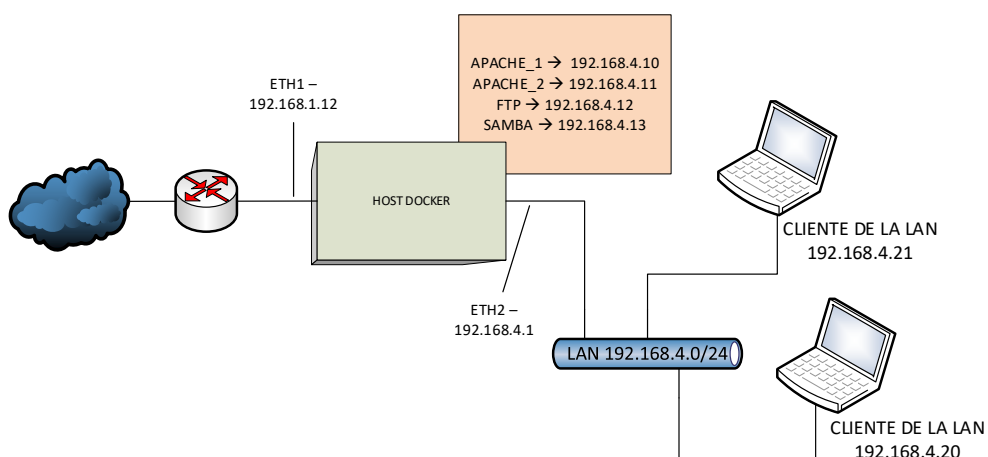 APACHE_1 → 192.168.4.10
APACHE_2 → 192.168.4.11
FTP → 192.168.4.12
SAMBA → 192.168.4.13
ETH1 –
192.168.1.12
HOST DOCKER
CLIENTE DE LA LAN
192.168.4.21
ETH2 –
192.168.4.1
LAN 192.168.4.0/24
CLIENTE DE LA LAN
192.168.4.20